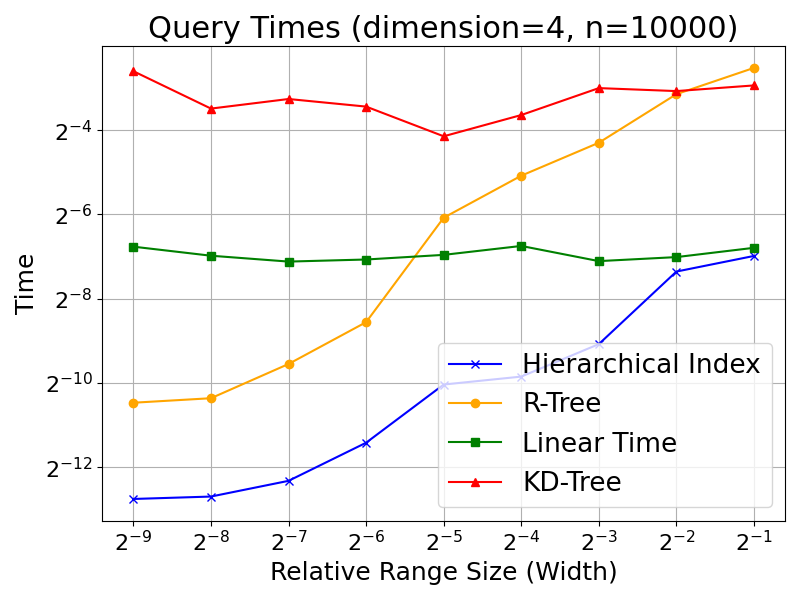 Query Times (dimension=4, n=10000)
Time
2⁻⁴
2⁻⁶
2⁻⁸
2⁻¹⁰
2⁻¹²
Hierarchical Index
R-Tree
Linear Time
KD-Tree
2⁻⁹ 2⁻⁸ 2⁻⁷ 2⁻⁶ 2⁻⁵ 2⁻⁴ 2⁻³ 2⁻² 2⁻¹
Relative Range Size (Width)